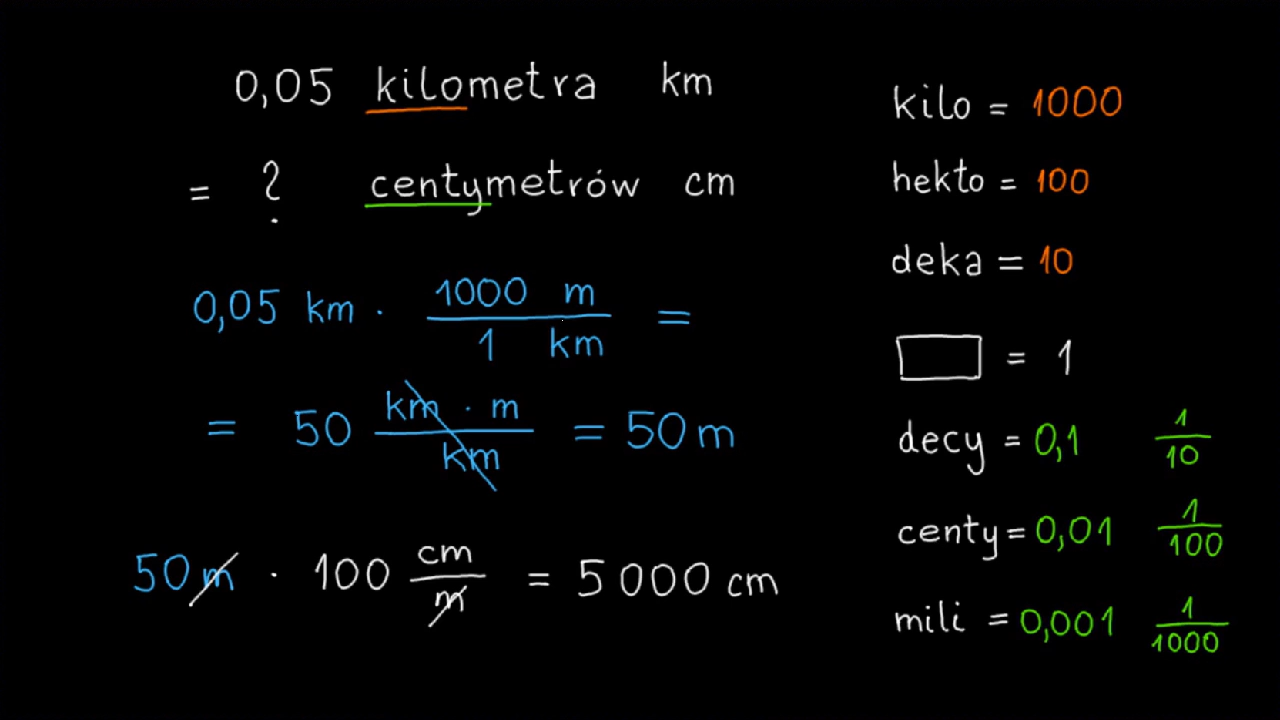 0,05 kilometra km
= ? centymetrów cm
0,05 km · 1000 m / 1 km =
= 50 km · m / km = 50 m
50 m · 100 cm / m = 5 000 cm
kilo = 1000
hekto = 100
deka = 10
= 1
decy = 0,1 1/10
centy = 0,01 1/100
mili = 0,001 1/1000